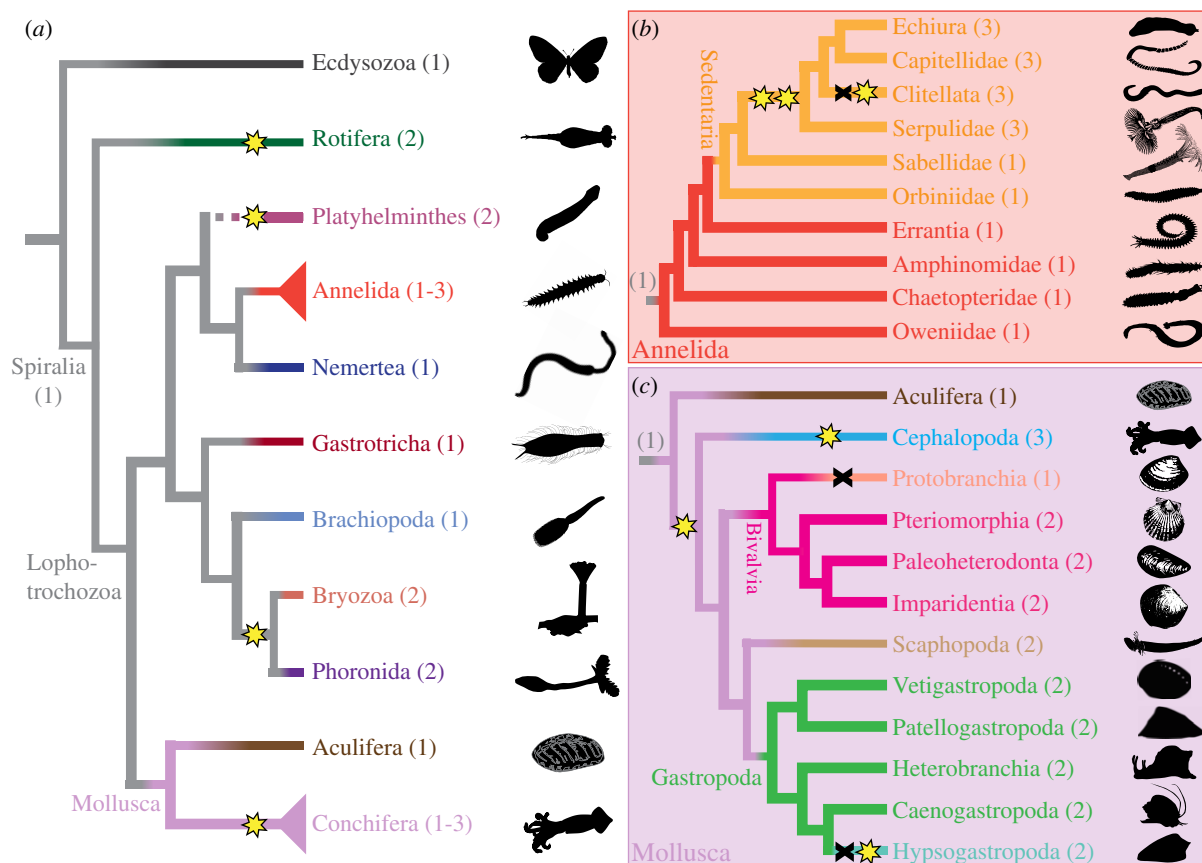 (a)
Ecdysozoa (1)
Rotifera (2)
Platyhelminthes (2)
Annelida (1-3)
Spiralia
(1)
Nemertea (1)
Gastrotricha (1)
Brachiopoda (1)
Lopho-
trochozoa
Bryozoa (2)
Phoronida (2)
Aculifera (1)
Mollusca
Conchifera (1-3)
(b)
Sedentaria
Echiura (3)
Capitellidae (3)
Clitellata (3)
Serpulidae (3)
Sabellidae (1)
Orbiniidae (1)
Errantia (1)
Amphinomidae (1)
(1)
Chaetopteridae (1)
Oweniidae (1)
Annelida
(c)
Aculifera (1)
(1)
Cephalopoda (3)
Protobranchia (1)
Bivalvia
Pteriomorphia (2)
Paleoheterodonta (2)
Imparidentia (2)
Scaphopoda (2)
Vetigastropoda (2)
Patellogastropoda (2)
Gastropoda
Heterobranchia (2)
Caenogastropoda (2)
Hypsogastropoda (2)
Mollusca